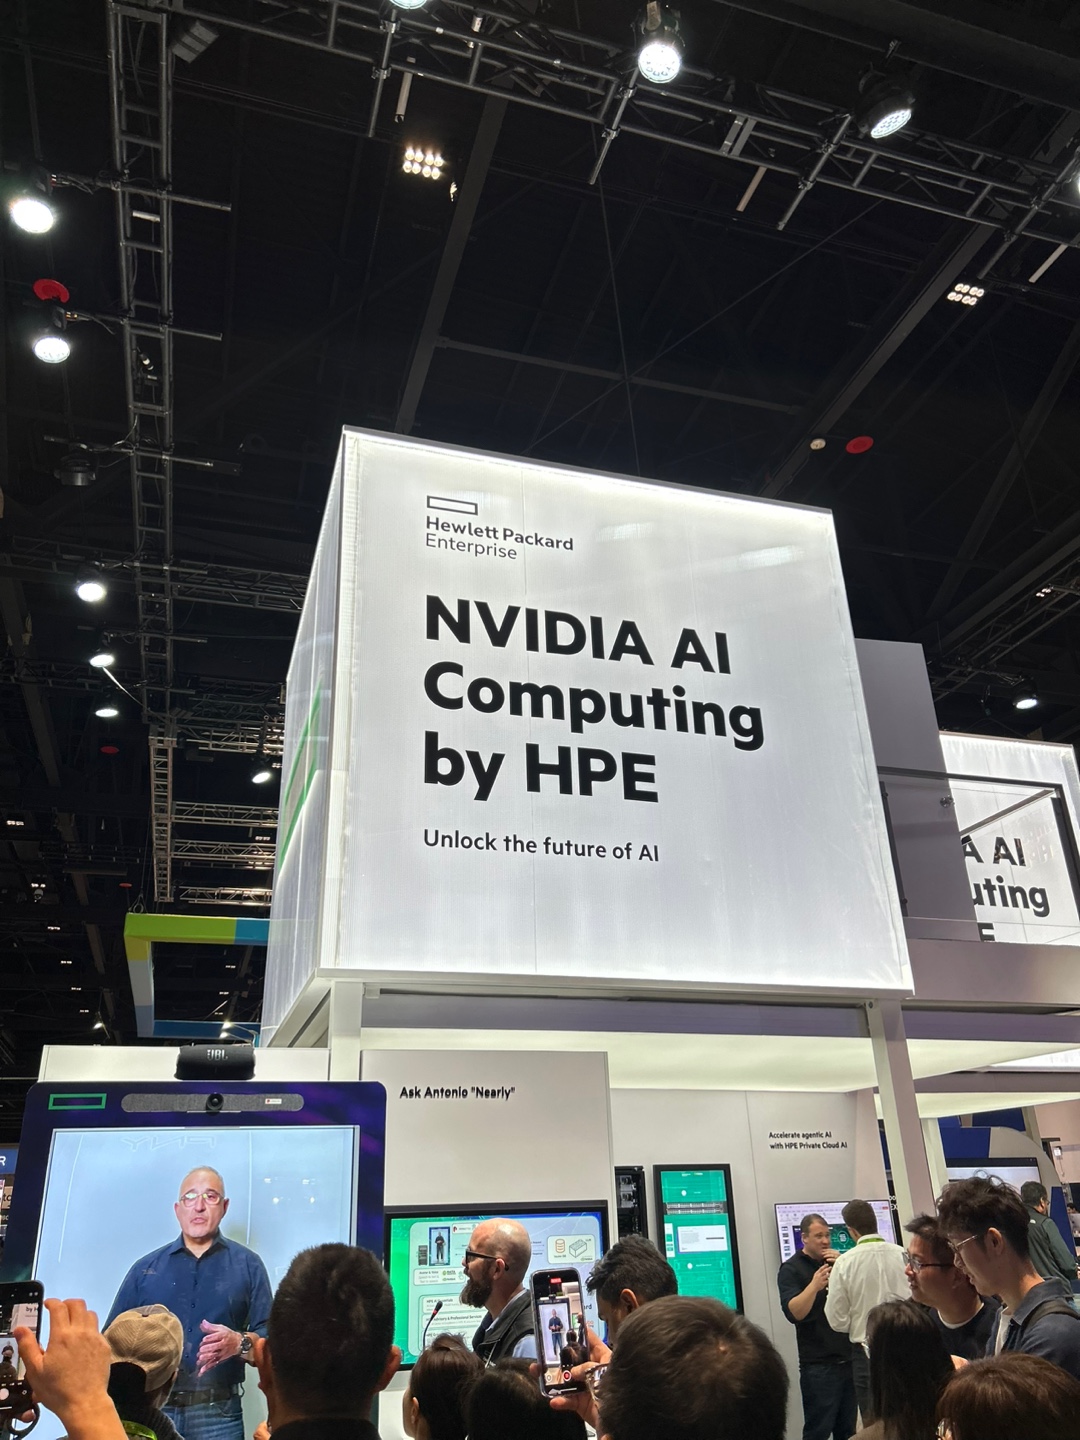 Hewlett Packard
Enterprise
NVIDIA AI
Computing
by HPE
Unlock the future of AI
A AI
uting
JBL
Ask Antonio "Nearly"
Accelerate agentic AI
with HPE Private Cloud AI